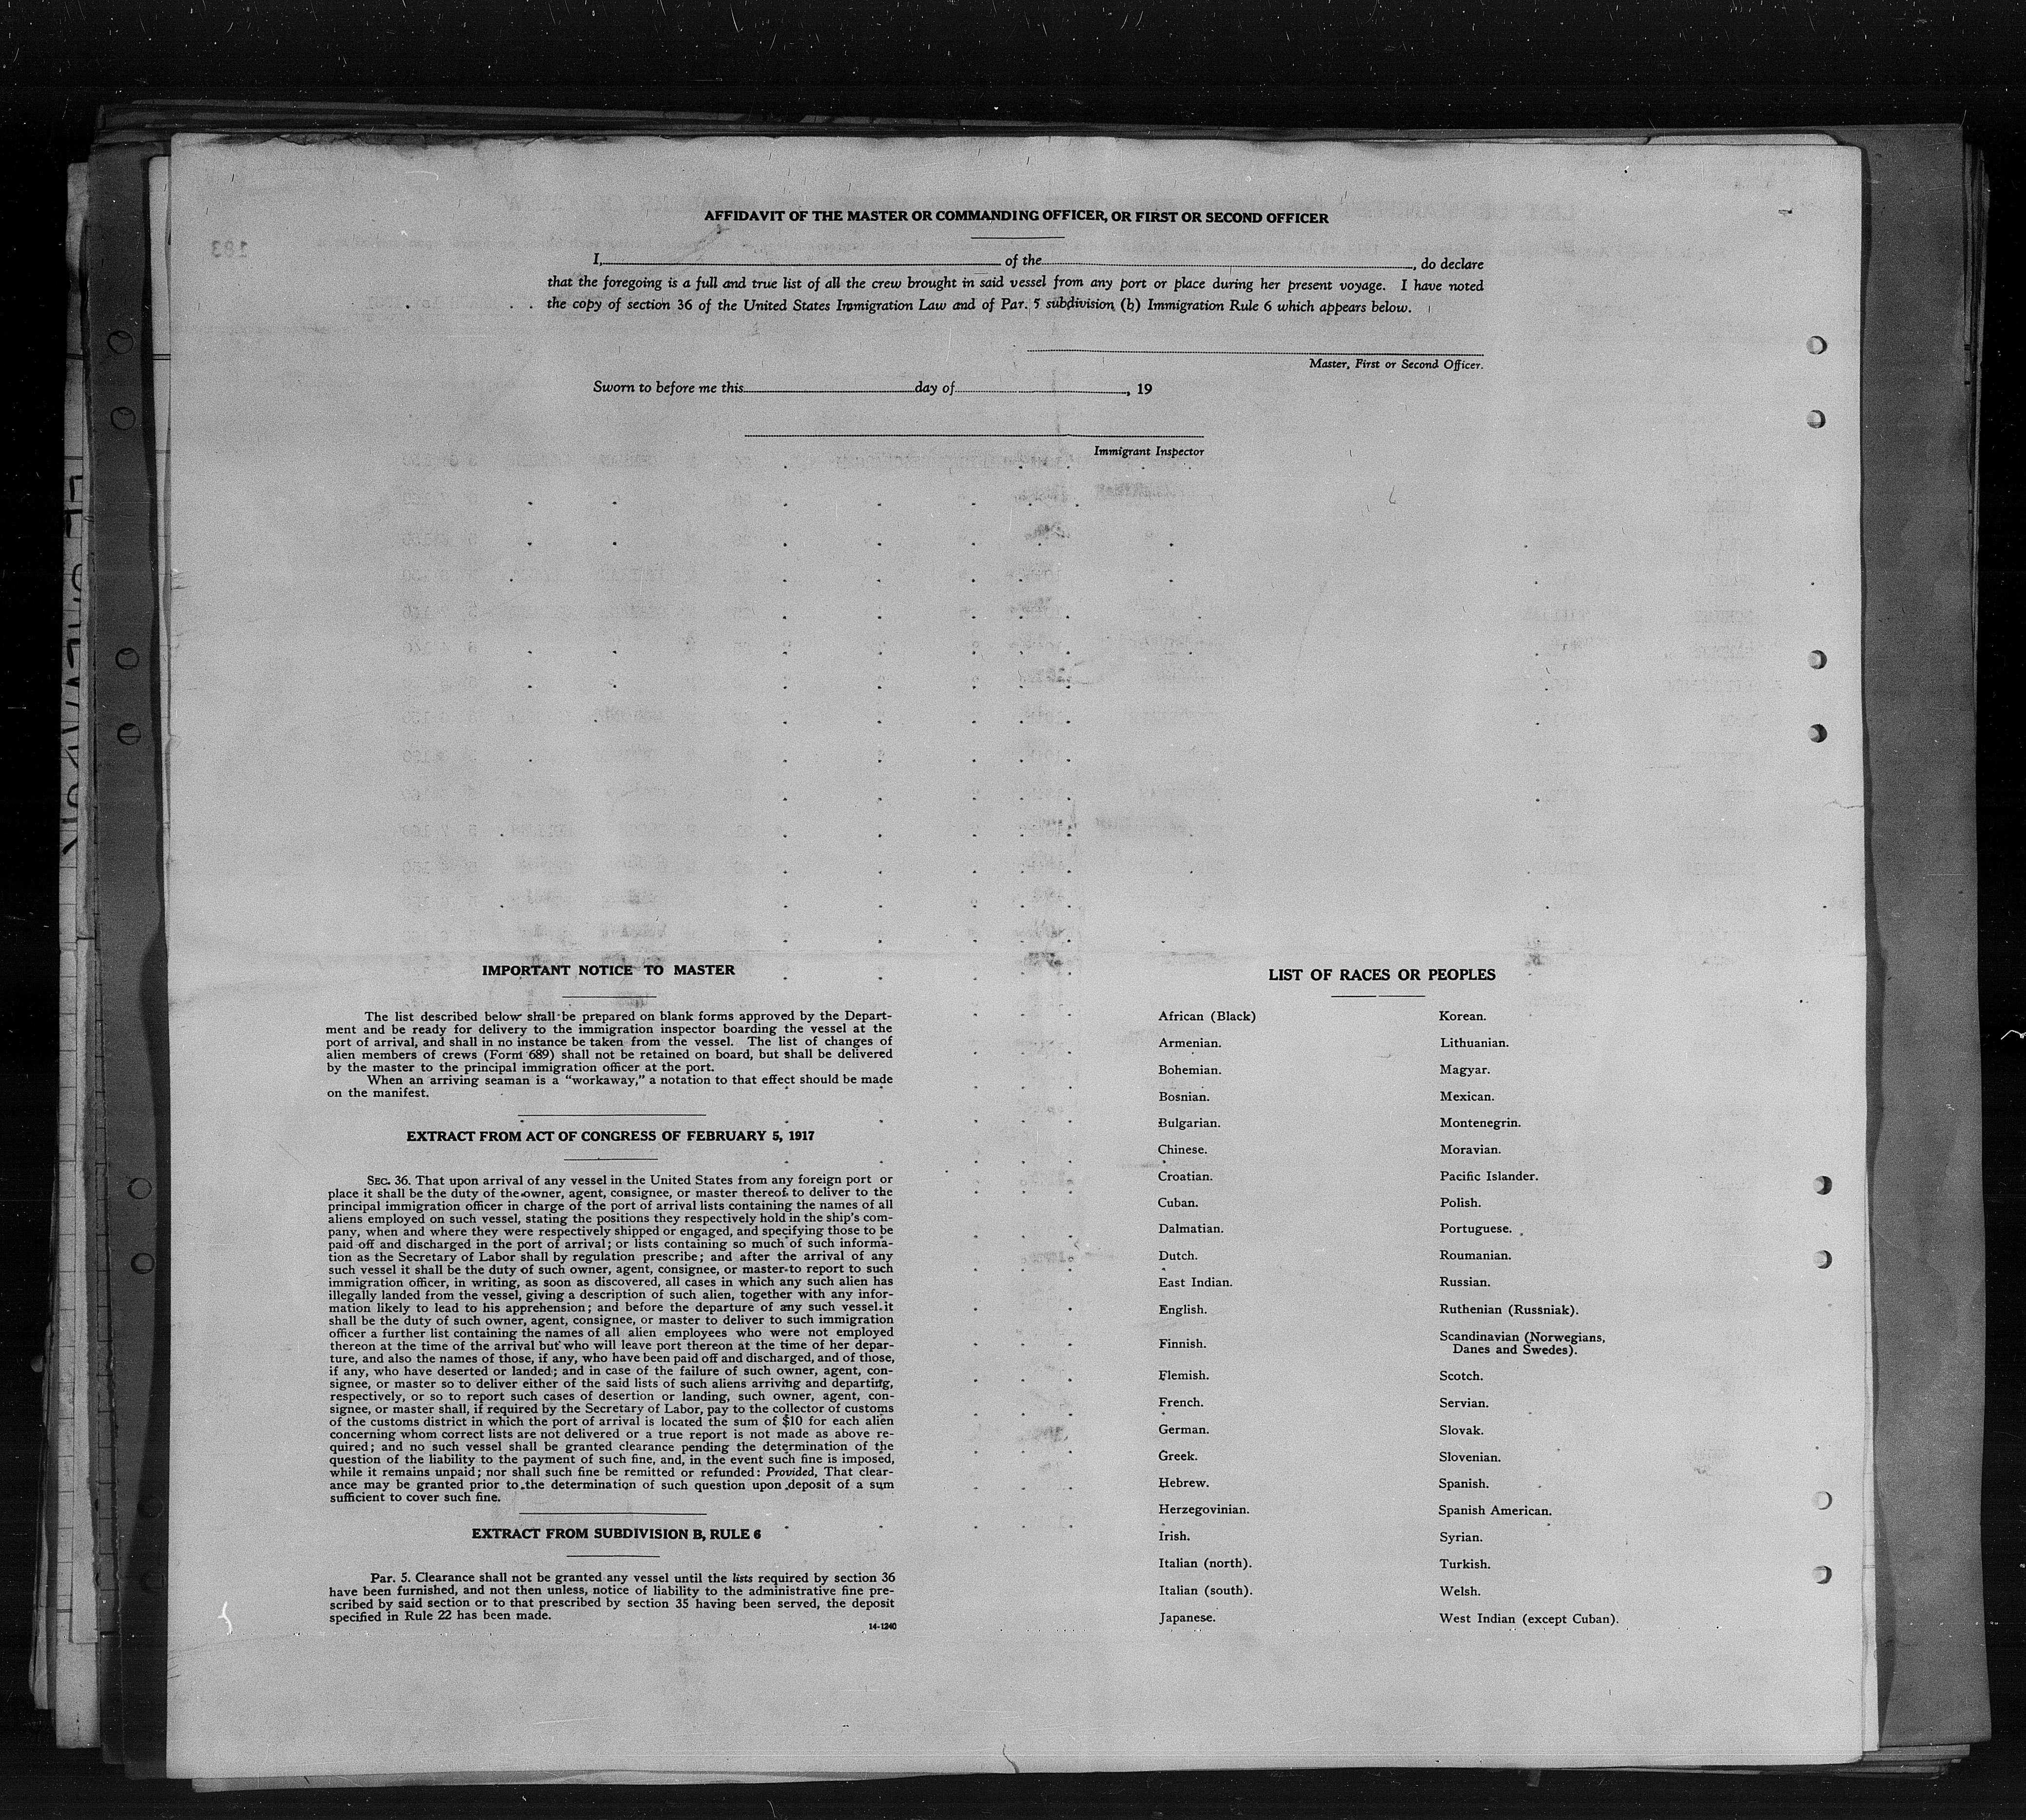 AFFIDAVIT OF THE MASTER OR COMMANDING OFFICER, OR FIRST OR SECOND OFFICER
I, of the , do declare
that the foregoing is a full and true list of all the crew brought in said vessel from any port or place during her present voyage. I have noted
the copy of section 36 of the United States Immigration Law and of Par. 5 subdivision (b) Immigration Rule 6 which appears below.
Master, First or Second Officer.
Sworn to before me this day of , 19
Immigrant Inspector
IMPORTANT NOTICE TO MASTER
The list described below shall be prepared on blank forms approved by the Depart-
ment and be ready for delivery to the immigration inspector boarding the vessel at the
port of arrival, and shall in no instance be taken from the vessel. The list of changes of
alien members of crews (Form 689) shall not be retained on board, but shall be delivered
by the master to the principal immigration officer at the port.
When an arriving seaman is a “workaway,” a notation to that effect should be made
on the manifest.
EXTRACT FROM ACT OF CONGRESS OF FEBRUARY 5, 1917
SEC. 36. That upon arrival of any vessel in the United States from any foreign port or
place it shall be the duty of the owner, agent, consignee, or master thereof to deliver to the
principal immigration officer in charge of the port of arrival lists containing the names of all
aliens employed on such vessel, stating the positions they respectively hold in the ship's com-
pany, when and where they were respectively shipped or engaged, and specifying those to be
paid off and discharged in the port of arrival; or lists containing so much of such informa-
tion as the Secretary of Labor shall by regulation prescribe; and after the arrival of any
such vessel it shall be the duty of such owner, agent, consignee, or master to report to such
immigration officer, in writing, as soon as discovered, all cases in which any such alien has
illegally landed from the vessel, giving a description of such alien, together with any infor-
mation likely to lead to his apprehension; and before the departure of any such vessel it
shall be the duty of such owner, agent, consignee, or master to deliver to such immigration
officer a further list containing the names of all alien employees who were not employed
thereon at the time of the arrival but who will leave port thereon at the time of her depar-
ture, and also the names of those, if any, who have been paid off and discharged, and of those,
if any, who have deserted or landed; and in case of the failure of such owner, agent, con-
signee, or master so to deliver either of the said lists of such aliens arriving and departing,
respectively, or so to report such cases of desertion or landing, such owner, agent, con-
signee, or master shall, if required by the Secretary of Labor, pay to the collector of customs
of the customs district in which the port of arrival is located the sum of $10 for each alien
concerning whom correct lists are not delivered or a true report is not made as above re-
quired; and no such vessel shall be granted clearance pending the determination of the
question of the liability to the payment of such fine, and, in the event such fine is imposed,
while it remains unpaid; nor shall such fine be remitted or refunded: Provided, That clear-
ance may be granted prior to the determination of such question upon deposit of a sum
sufficient to cover such fine.
EXTRACT FROM SUBDIVISION B, RULE 6
Par. 5. Clearance shall not be granted any vessel until the lists required by section 36
have been furnished, and not then unless, notice of liability to the administrative fine pre-
scribed by said section or to that prescribed by section 35 having been served, the deposit
specified in Rule 22 has been made.
14-1240
LIST OF RACES OR PEOPLES
African (Black)
Armenian.
Bohemian.
Bosnian.
Bulgarian.
Chinese.
Croatian.
Cuban.
Dalmatian.
Dutch.
East Indian.
English.
Finnish.
Flemish.
French.
German.
Greek.
Hebrew.
Herzegovinian.
Irish.
Italian (north).
Italian (south).
Japanese.
Korean.
Lithuanian.
Magyar.
Mexican.
Montenegrin.
Moravian.
Pacific Islander.
Polish.
Portuguese.
Roumanian.
Russian.
Ruthenian (Russniak).
Scandinavian (Norwegians,
Danes and Swedes).
Scotch.
Servian.
Slovak.
Slovenian.
Spanish.
Spanish American.
Syrian.
Turkish.
Welsh.
West Indian (except Cuban).